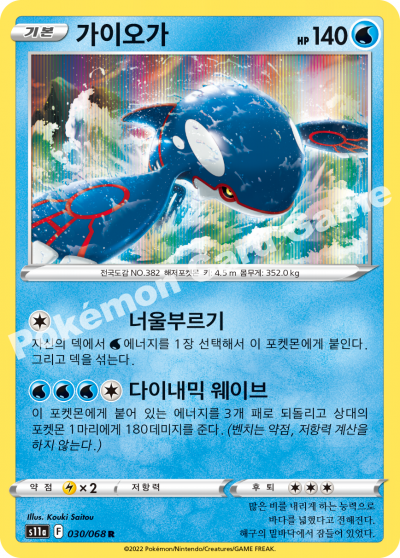 기본 가이오가 HP 140
전국도감 NO.382 해저포켓몬 키 4.5 m 몸무게: 352.0 kg
너울부르기
자신의 덱에서 에너지를 1장 선택해서 이 포켓몬에게 붙인다.
그리고 덱을 섞는다.
다이내믹 웨이브
이 포켓몬에게 붙어 있는 에너지를 3개 패로 되돌리고 상대의
포켓몬 1마리에게 180데미지를 준다. (벤치는 약점, 저항력 계산을
하지 않는다.)
약점 ×2 저항력 후퇴
Illus. Kouki Saitou
s11a F 030/068 R
많은 비를 내리게 하는 능력으로
바다를 넓혔다고 전해진다.
해구의 밑바닥에서 잠들어 있었다.
©2022 Pokémon/Nintendo/Creatures/GAME FREAK.
Pokémon Card Game